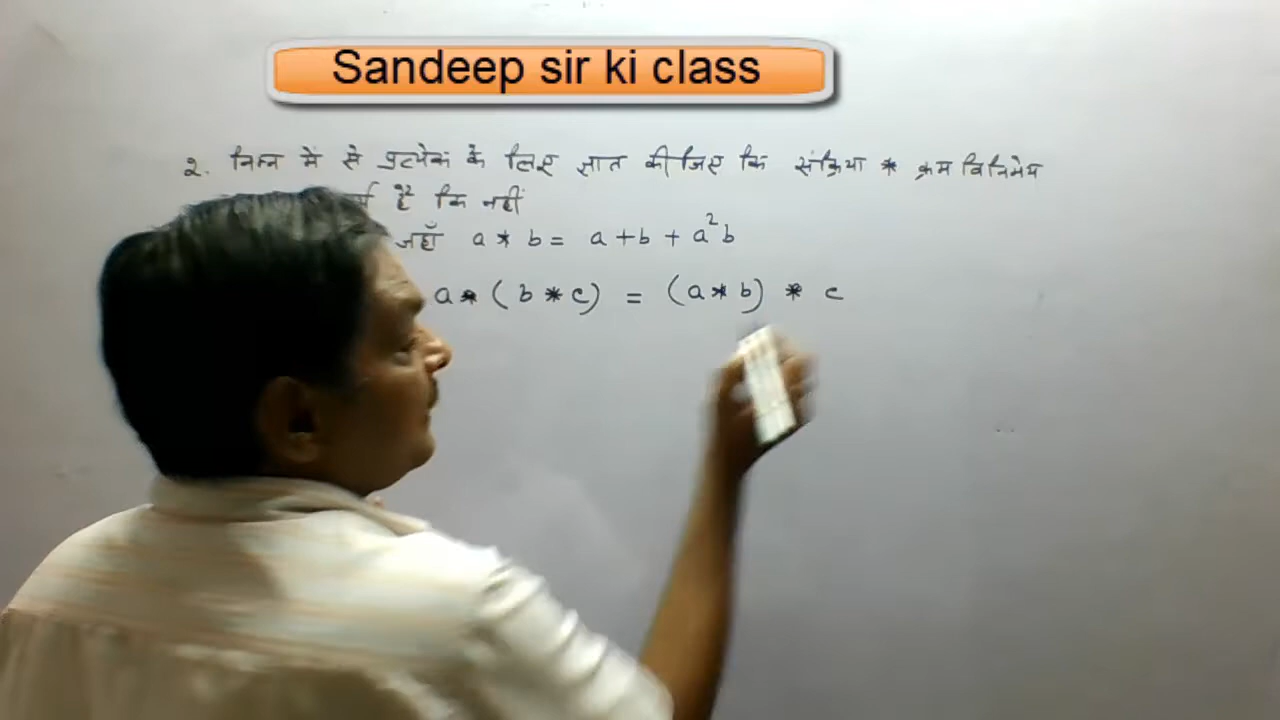 Sandeep sir ki class
2. निम्न में से प्रत्येक के लिए ज्ञात कीजिए कि संक्रिया * क्रम विनिमेय
है कि नहीं
जहाँ a * b = a + b + a²b
a * (b * c) = (a * b) * c